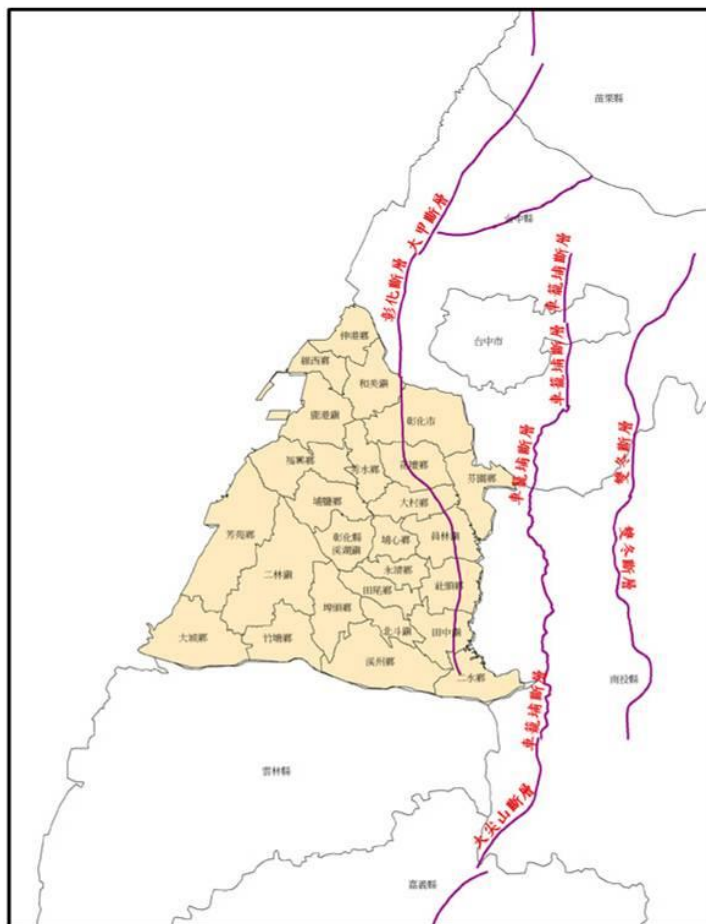 苗栗縣
大甲斷層
台中縣
彰化斷層
車籠埔斷層
台中市
車籠埔斷層
伸港鄉
線西鄉
和美鎮
鹿港鎮
彰化市
雙冬斷層
福興鄉
秀水鄉
花壇鄉
芬園鄉
車籠埔斷層
埔鹽鄉
大村鄉
芳苑鄉
彰化縣
溪湖鎮
埔心鄉
員林鎮
雙冬斷層
二林鎮
永靖鄉
田尾鄉
社頭鄉
埤頭鄉
大城鄉
竹塘鄉
北斗鎮
田中鎮
溪州鄉
二水鄉
南投縣
車籠埔斷層
雲林縣
大尖山斷層
嘉義縣